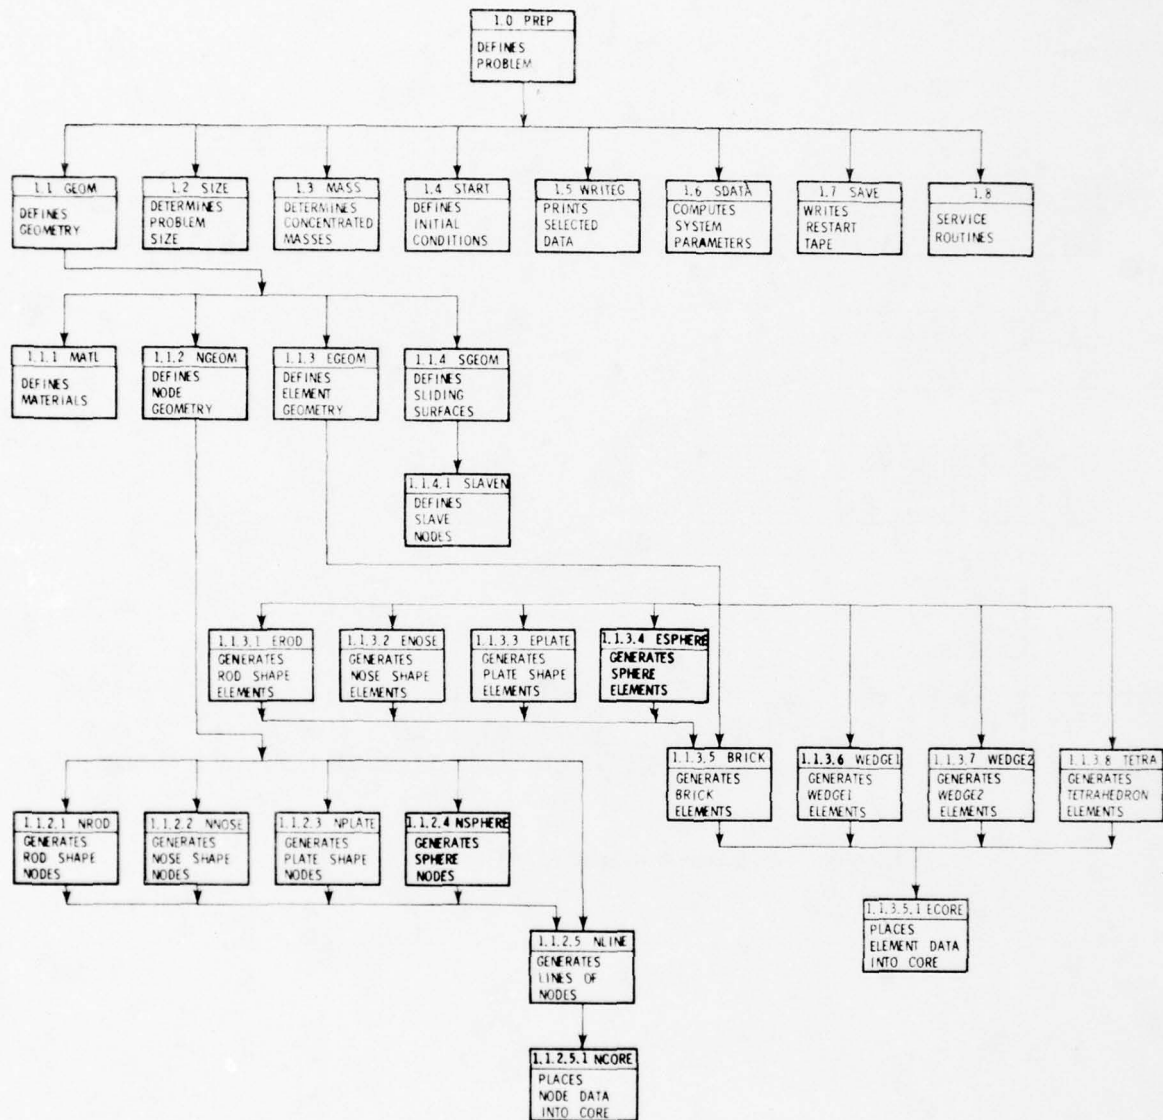 1.0 PREP
DEFINES
PROBLEM
1.1 GEOM
DEFINES
GEOMETRY
1.2 SIZE
DETERMINES
PROBLEM
SIZE
1.3 MASS
DETERMINES
CONCENTRATED
MASSES
1.4 START
DEFINES
INITIAL
CONDITIONS
1.5 WRITEG
PRINTS
SELECTED
DATA
1.6 SDATA
COMPUTES
SYSTEM
PARAMETERS
1.7 SAVE
WRITES
RESTART
TAPE
1.8
SERVICE
ROUTINES
1.1.1 MATL
DEFINES
MATERIALS
1.1.2 NGEOM
DEFINES
NODE
GEOMETRY
1.1.3 EGEOM
DEFINES
ELEMENT
GEOMETRY
1.1.4 SGEOM
DEFINES
SLIDING
SURFACES
1.1.4.1 SLAVEN
DEFINES
SLAVE
NODES
1.1.3.1 EROD
GENERATES
ROD SHAPE
ELEMENTS
1.1.3.2 ENOSE
GENERATES
NOSE SHAPE
ELEMENTS
1.1.3.3 EPLATE
GENERATES
PLATE SHAPE
ELEMENTS
1.1.3.4 ESPHERE
GENERATES
SPHERE
ELEMENTS
1.1.3.5 BRICK
GENERATES
BRICK
ELEMENTS
1.1.3.6 WEDGE1
GENERATES
WEDGE1
ELEMENTS
1.1.3.7 WEDGE2
GENERATES
WEDGE2
ELEMENTS
1.1.3.8 TETRA
GENERATES
TETRAHEDRON
ELEMENTS
1.1.2.1 NROD
GENERATES
ROD SHAPE
NODES
1.1.2.2 NNOSE
GENERATES
NOSE SHAPE
NODES
1.1.2.3 NPLATE
GENERATES
PLATE SHAPE
NODES
1.1.2.4 NSPHERE
GENERATES
SPHERE
NODES
1.1.3.5.1 ECORE
PLACES
ELEMENT DATA
INTO CORE
1.1.2.5 NLINE
GENERATES
LINES OF
NODES
1.1.2.5.1 NCORE
PLACES
NODE DATA
INTO CORE